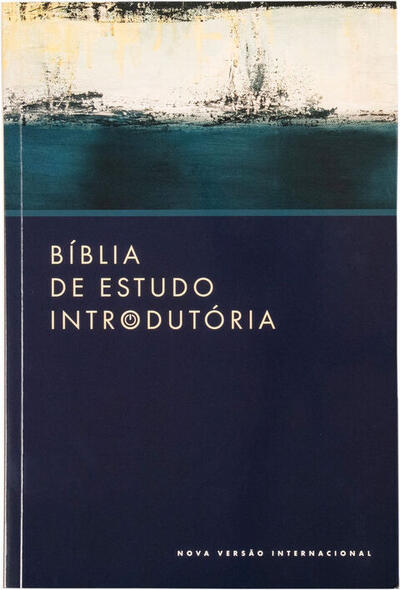 BÍBLIA
DE ESTUDO
INTRODUTÓRIA
NOVA VERSÃO INTERNACIONAL